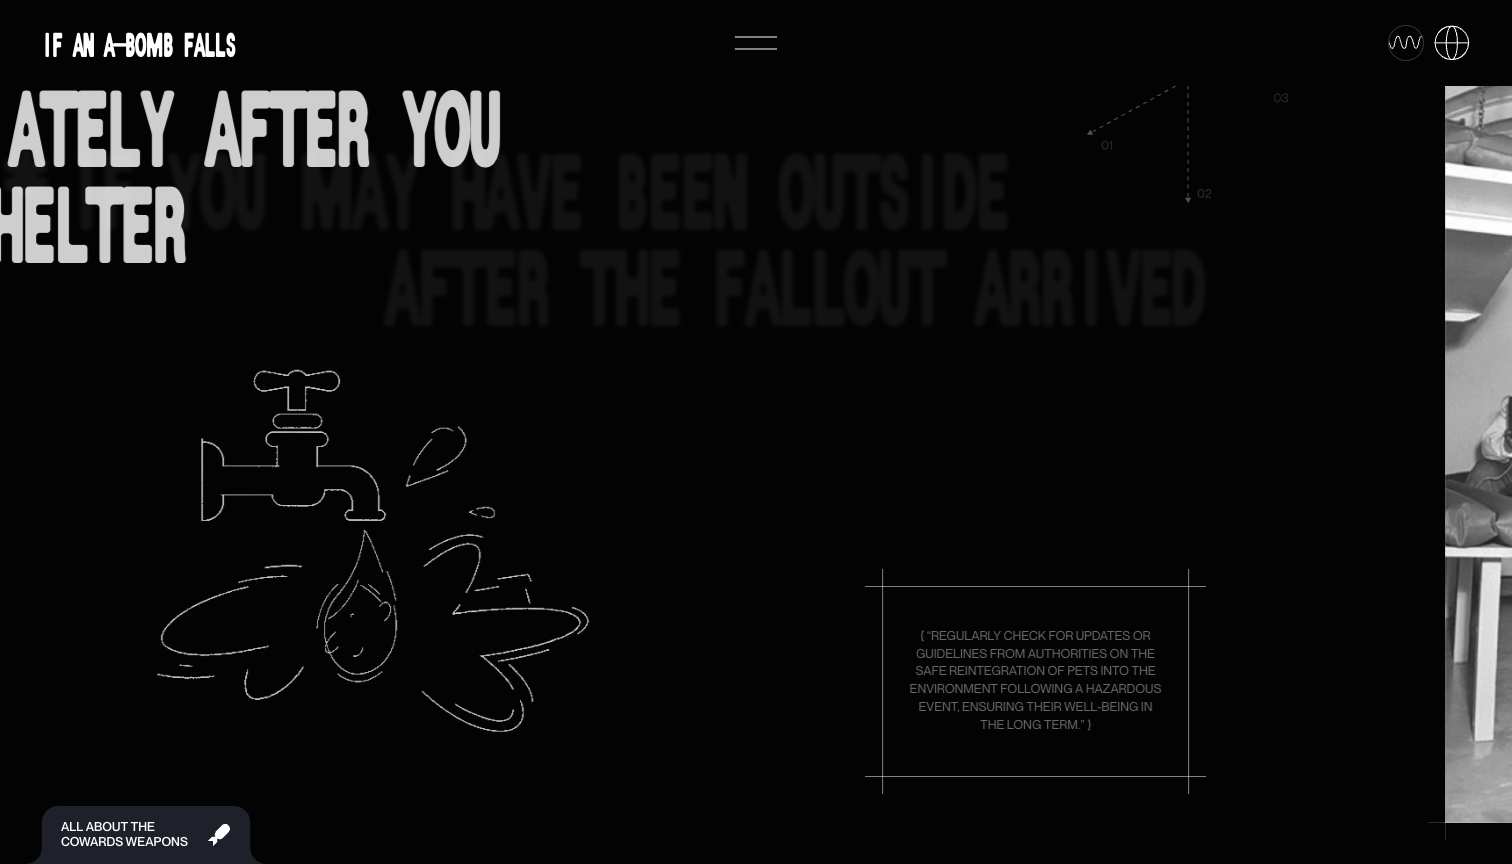 IF AN A-BOMB FALLS
ATELY AFTER YOU
HELTER
IF YOU MAY HAVE BEEN OUTSIDE
AFTER THE FALLOUT ARRIVED
01
02
03
{ “REGULARLY CHECK FOR UPDATES OR
GUIDELINES FROM AUTHORITIES ON THE
SAFE REINTEGRATION OF PETS INTO THE
ENVIRONMENT FOLLOWING A HAZARDOUS
EVENT, ENSURING THEIR WELL-BEING IN
THE LONG TERM.” }
ALL ABOUT THE
COWARDS WEAPONS